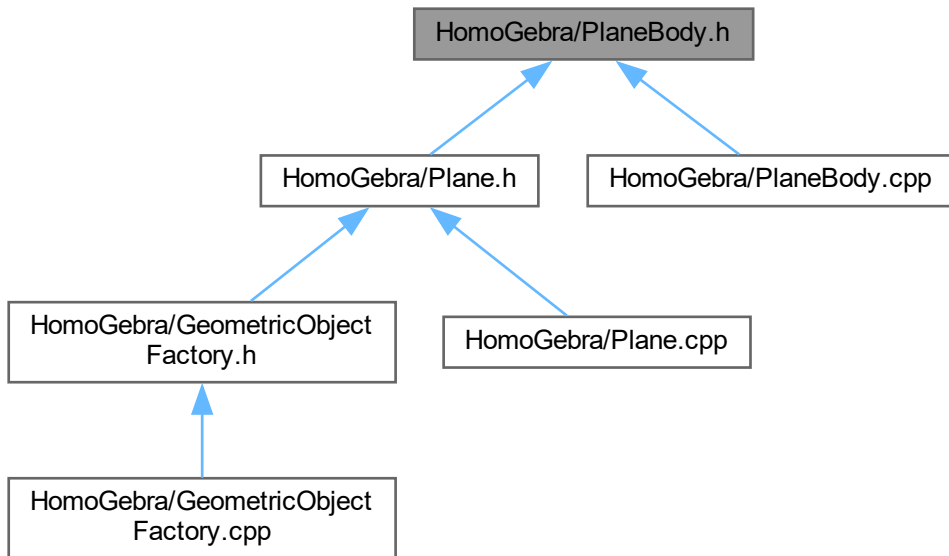 HomoGebra/PlaneBody.h
HomoGebra/Plane.h
HomoGebra/PlaneBody.cpp
HomoGebra/GeometricObject
Factory.h
HomoGebra/Plane.cpp
HomoGebra/GeometricObject
Factory.cpp